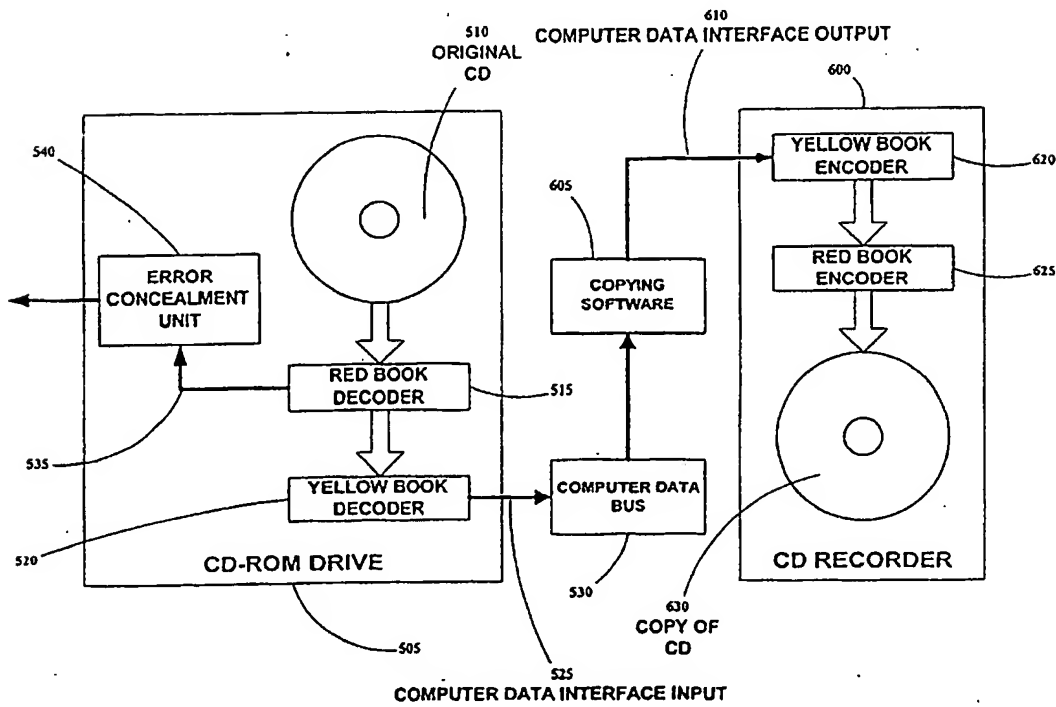 610
COMPUTER DATA INTERFACE OUTPUT
510
ORIGINAL
CD
600
540
YELLOW BOOK
ENCODER
620
605
ERROR
CONCEALMENT
UNIT
COPYING
SOFTWARE
RED BOOK
ENCODER
625
RED BOOK
DECODER
515
535
YELLOW BOOK
DECODER
COMPUTER DATA
BUS
520
CD-ROM DRIVE
CD RECORDER
530
630
COPY OF
CD
505
525
COMPUTER DATA INTERFACE INPUT